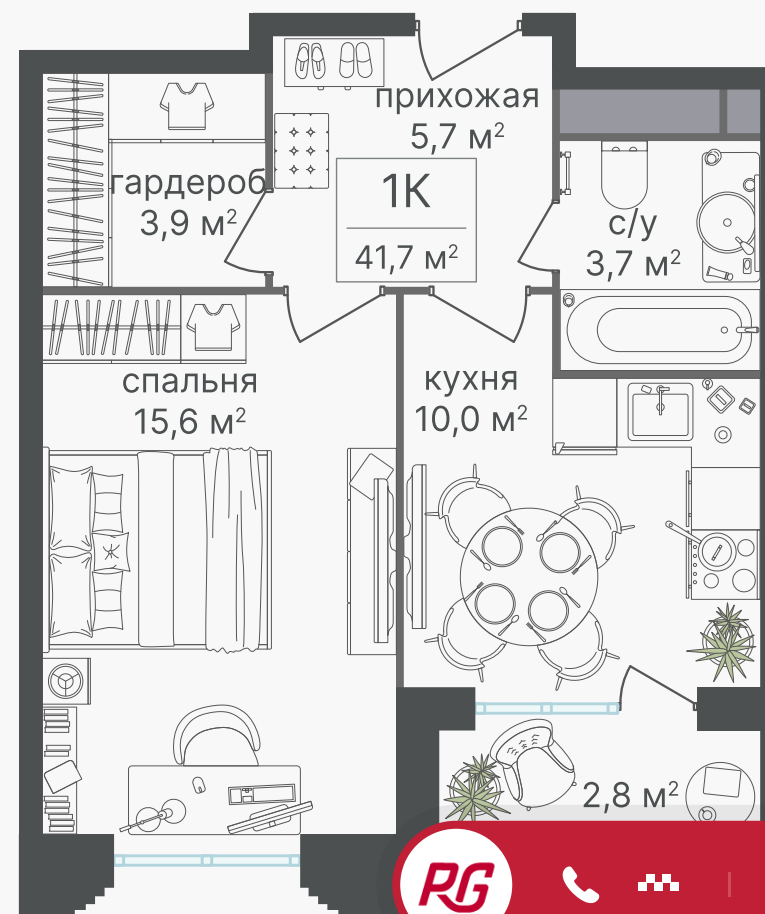 прихожая
5,7 м²
гардероб
3,9 м²
1К
41,7 м²
с/у
3,7 м²
спальня
15,6 м²
кухня
10,0 м²
2,8 м²
RG